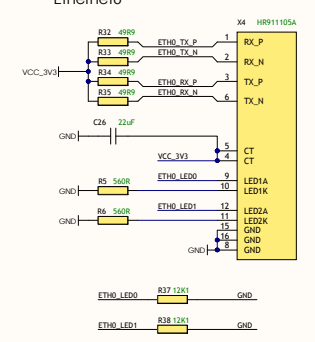 X4 HR911105A
R32 49R9
ETH0_TX_P 1 RX_P
R33 49R9
ETH0_TX_N 2 RX_N
VCC_3V3
R34 49R9
ETH0_RX_P 3 TX_P
R35 49R9
ETH0_RX_N 6 TX_N
C26 22uF
GND
5 CT
VCC_3V3 4 CT
ETH0_LED0 9 LED1A
GND R5 560R 10 LED1K
ETH0_LED1 12 LED2A
GND R6 560R 11 LED2K
15 GND
16 GND
GND 8 GND
ETH0_LED0 R37 12K1 GND
ETH0_LED1 R38 12K1 GND